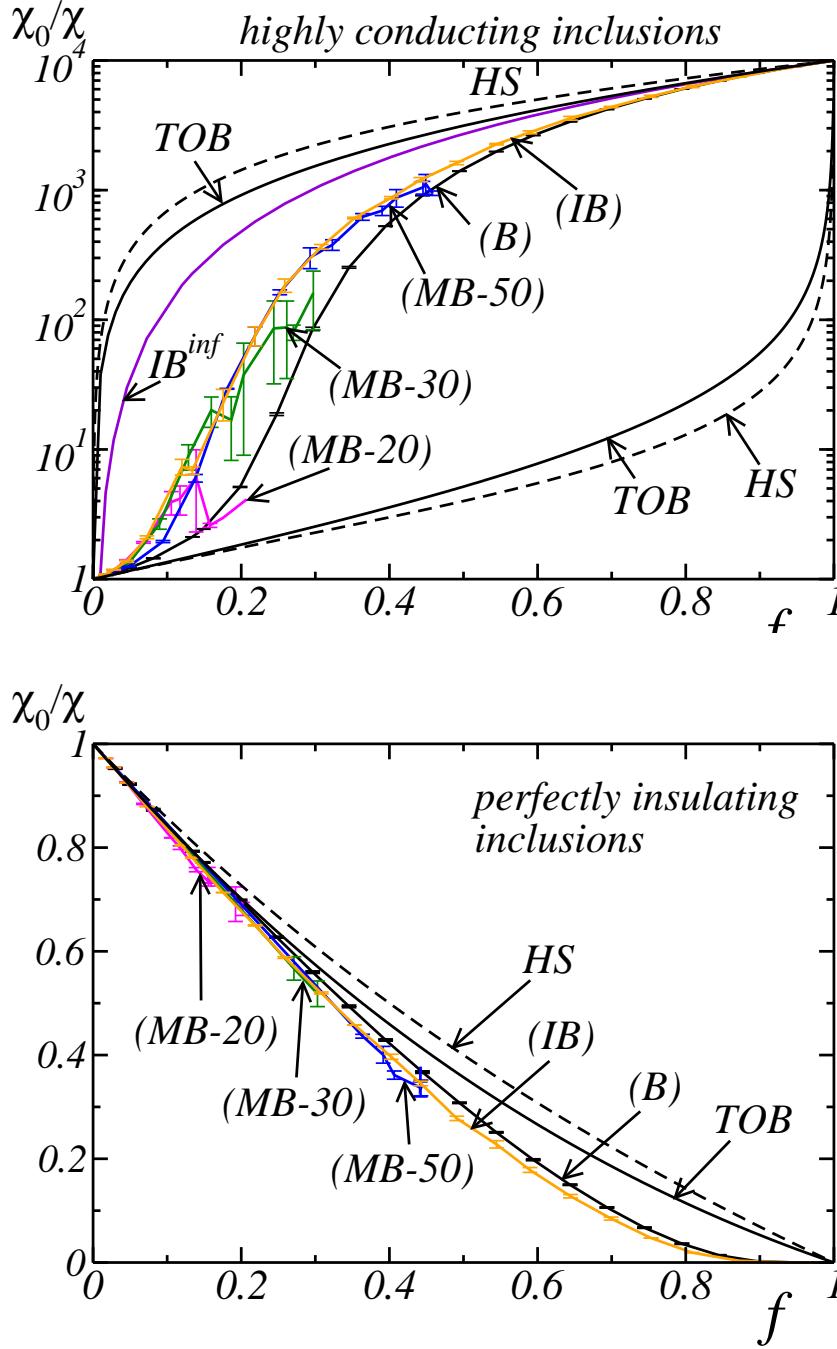 χ₀/χ
highly conducting inclusions
10⁴
HS
TOB
10³
(IB)
(B)
(MB-50)
10²
IBⁱⁿᶠ
(MB-30)
10¹
(MB-20)
TOB
HS
1
0 0.2 0.4 0.6 0.8 1
f
χ₀/χ
1
perfectly insulating
inclusions
0.8
0.6
HS
(MB-20)
(IB)
0.4
(MB-30)
(B)
(MB-50)
TOB
0.2
0
0 0.2 0.4 0.6 0.8 1
f